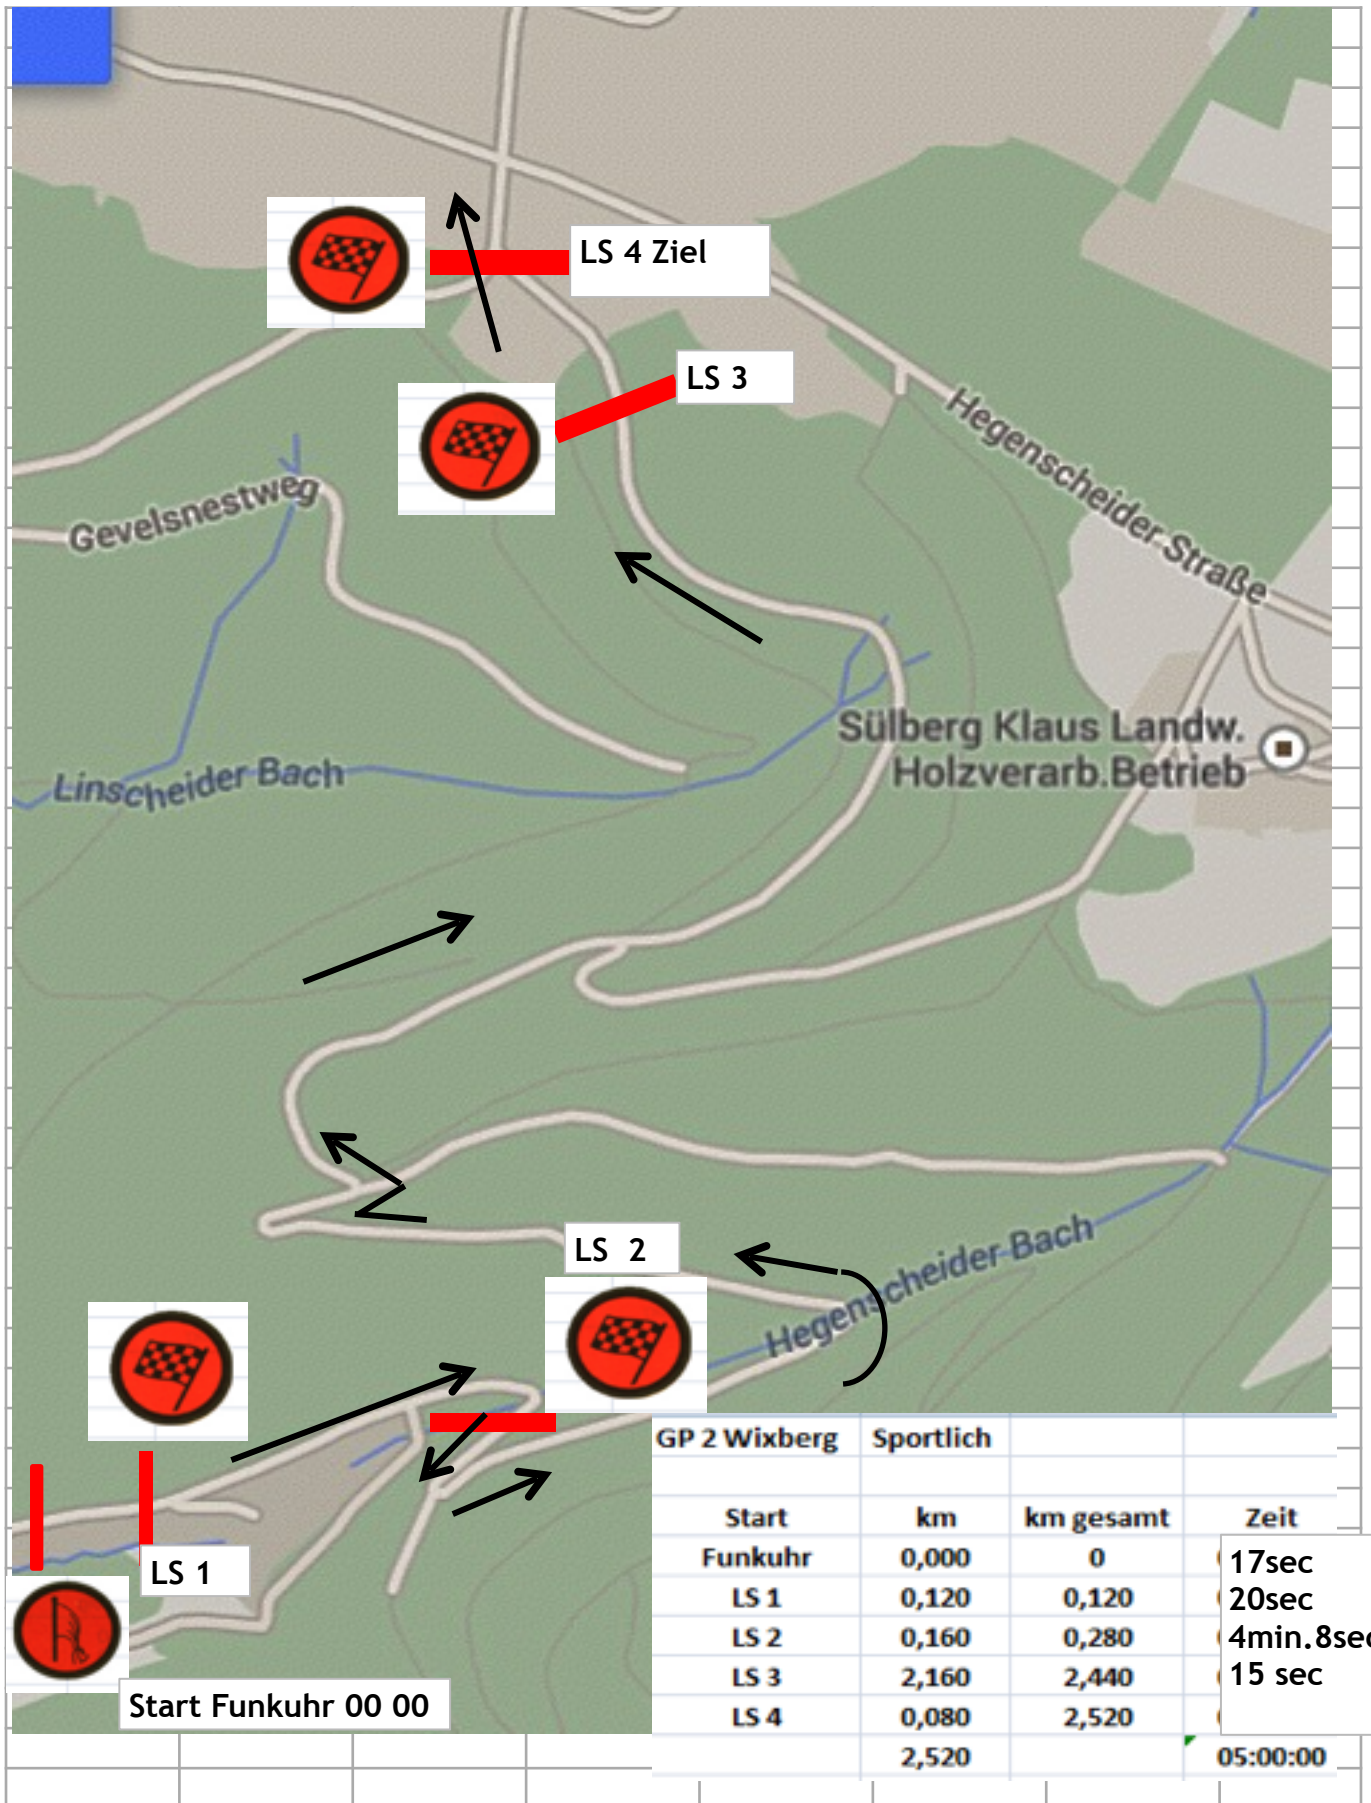 LS 4 Ziel
LS 3
Hegenscheider Straße
Gevelsnestweg
Sülberg Klaus Landw.
Holzverarb.Betrieb
Linscheider Bach
LS 2
Hegenscheider Bach
LS 1
Start Funkuhr 00 00
GP 2 Wixberg Sportlich
Start km km gesamt Zeit
Funkuhr 0,000 0 17sec
LS 1 0,120 0,120 20sec
LS 2 0,160 0,280 4min.8sec
LS 3 2,160 2,440 15 sec
LS 4 0,080 2,520
2,520 05:00:00